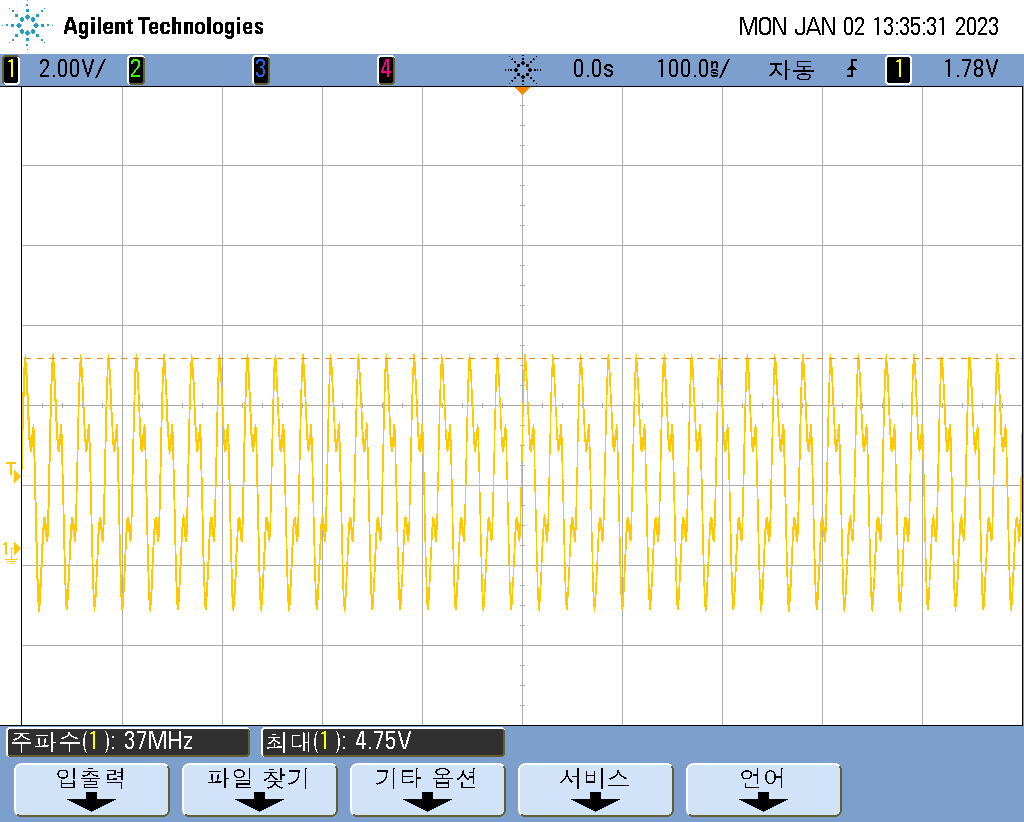 Agilent Technologies MON JAN 02 13:35:31 2023
1 2.00V/ 2 3 4 0.0s 100.0ns/ 자동 1 1.78V
T
1
주파수(1): 37MHz 최대(1): 4.75V
입출력 파일 찾기 기타 옵션 서비스 언어